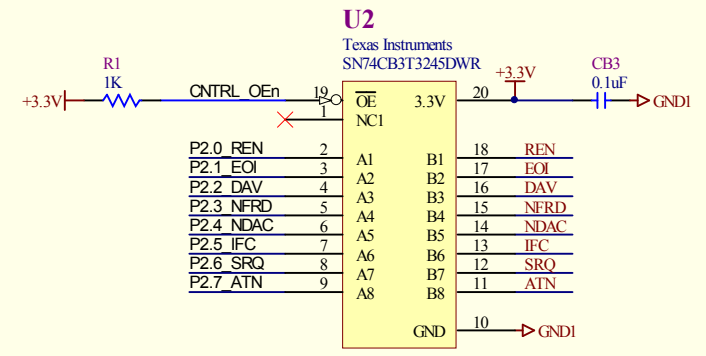 U2
Texas Instruments
SN74CB3T3245DWR
R1
1K
+3.3V
CNTRL_OEn
19
OE
3.3V
20
+3.3V
CB3
0.1uF
GND1
1
NC1
P2.0_REN 2 A1 B1 18 REN
P2.1_EOI 3 A2 B2 17 EOI
P2.2_DAV 4 A3 B3 16 DAV
P2.3_NFRD 5 A4 B4 15 NFRD
P2.4_NDAC 6 A5 B5 14 NDAC
P2.5_IFC 7 A6 B6 13 IFC
P2.6_SRQ 8 A7 B7 12 SRQ
P2.7_ATN 9 A8 B8 11 ATN
GND 10 GND1